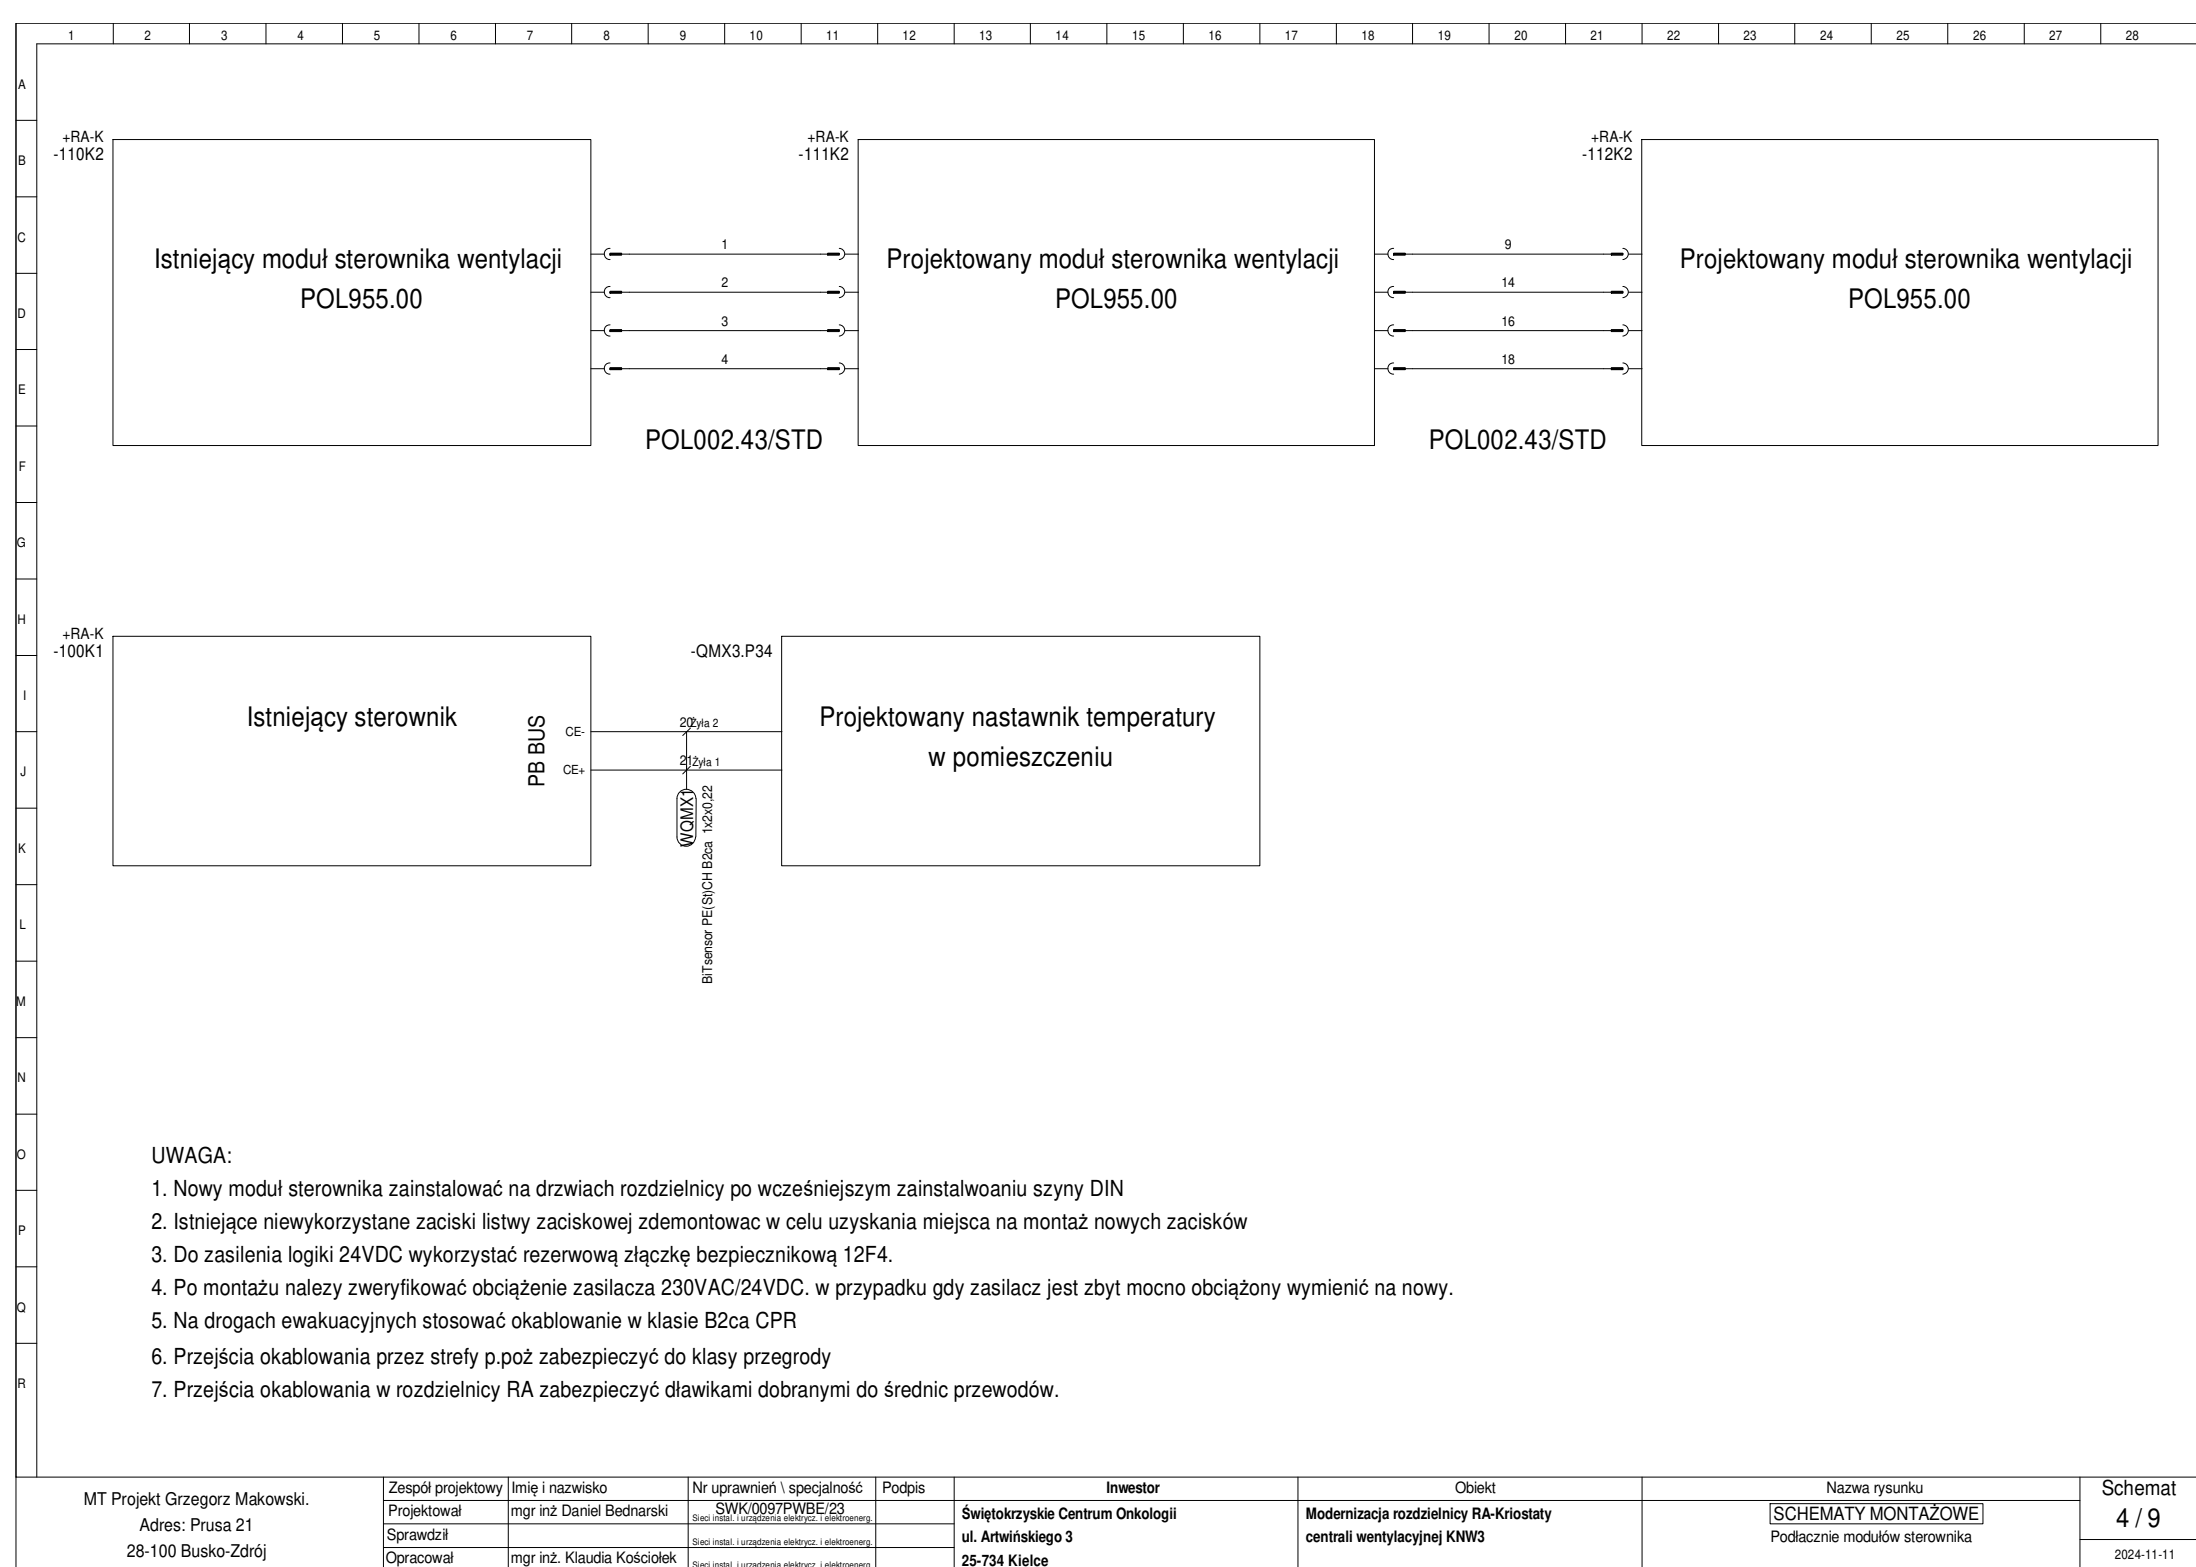 1 2 3 4 5 6 7 8 9 10 11 12 13 14 15 16 17 18 19 20 21 22 23 24 25 26 27 28
A
B
C
D
E
F
G
H
I
J
K
L
M
N
O
P
Q
R
+RA-K
-110K2
Istniejący moduł sterownika wentylacji
POL955.00
1
2
3
4
POL002.43/STD
+RA-K
-111K2
Projektowany moduł sterownika wentylacji
POL955.00
9
14
16
18
POL002.43/STD
+RA-K
-112K2
Projektowany moduł sterownika wentylacji
POL955.00
+RA-K
-100K1
Istniejący sterownik
PB BUS
CE-
CE+
20 Żyła 2
21 Żyła 1
WQMX1
BiTsensor PE(St)CH B2ca 1x2x0,22
-QMX3.P34
Projektowany nastawnik temperatury
w pomieszczeniu
UWAGA:
1. Nowy moduł sterownika zainstalować na drzwiach rozdzielnicy po wcześniejszym zainstalwoaniu szyny DIN
2. Istniejące niewykorzystane zaciski listwy zaciskowej zdemontowac w celu uzyskania miejsca na montaż nowych zacisków
3. Do zasilenia logiki 24VDC wykorzystać rezerwową złączkę bezpiecznikową 12F4.
4. Po montażu nalezy zweryfikować obciążenie zasilacza 230VAC/24VDC. w przypadku gdy zasilacz jest zbyt mocno obciążony wymienić na nowy.
5. Na drogach ewakuacyjnych stosować okablowanie w klasie B2ca CPR
6. Przejścia okablowania przez strefy p.poż zabezpieczyć do klasy przegrody
7. Przejścia okablowania w rozdzielnicy RA zabezpieczyć dławikami dobranymi do średnic przewodów.
MT Projekt Grzegorz Makowski.
Adres: Prusa 21
28-100 Busko-Zdrój
Zespół projektowy Imię i nazwisko Nr uprawnień \ specjalność Podpis
Projektował mgr inż Daniel Bednarski SWK/0097PWBE/23
Sieci instal. i urządzenia elektrycz. i elektroenerg.
Sprawdził Sieci instal. i urządzenia elektrycz. i elektroenerg.
Opracował mgr inż. Klaudia Kościołek Sieci instal. i urządzenia elektrycz. i elektroenerg.
Inwestor
Świętokrzyskie Centrum Onkologii
ul. Artwińskiego 3
25-734 Kielce
Obiekt
Modernizacja rozdzielnicy RA-Kriostaty
centrali wentylacyjnej KNW3
Nazwa rysunku
SCHEMATY MONTAŻOWE
Podłacznie modułów sterownika
Schemat
4 / 9
2024-11-11